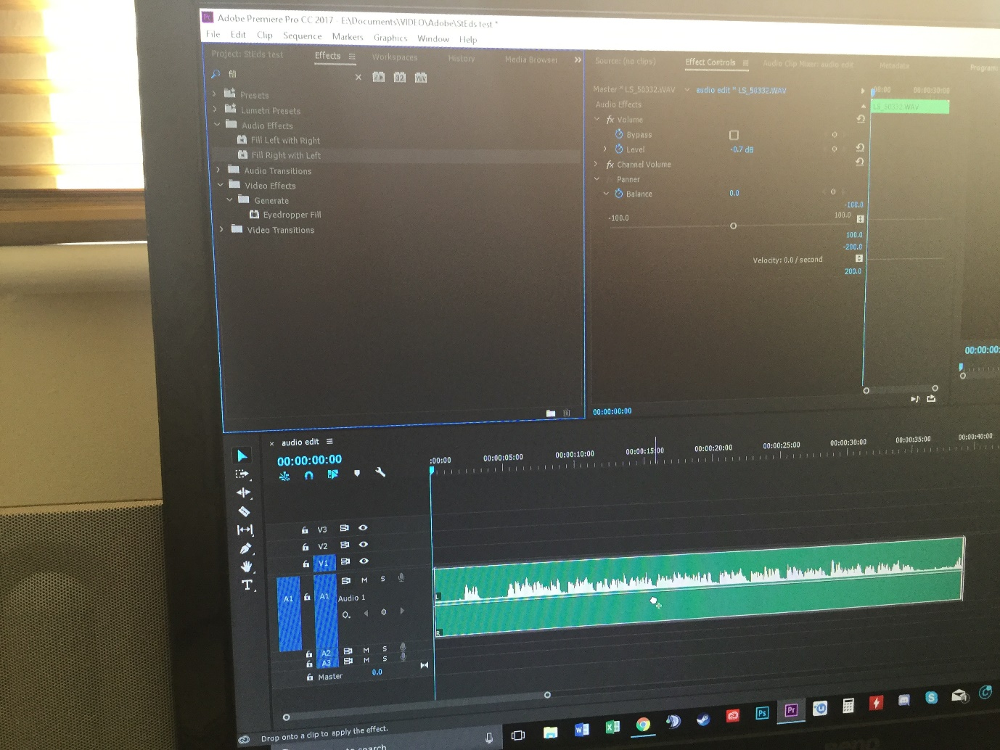 Adobe Premiere Pro CC 2017 - E:\Documents\VIDEO\Adobe\StEds test *
File Edit Clip Sequence Markers Graphics Window Help
Project: StEds test Effects Workspaces History Media Browser
fill
32 YUV
Presets
Lumetri Presets
Audio Effects
Fill Left with Right
Fill Right with Left
Audio Transitions
Video Effects
Generate
Eyedropper Fill
Video Transitions
Source: (no clips) Effect Controls Audio Clip Mixer: audio edit Metadata Program:
Master * LS_50332.WAV audio edit * LS_50332.WAV
:00:00 00:00:30:00
Audio Effects LS_50332.WAV
fx Volume
Bypass
Level -0.7 dB
fx Channel Volume
Panner
Balance 0.0
-100.0
-100.0 100.0
100.0
-200.0
Velocity: 0.0 / second
200.0
00:00:00:
00:00:00:00
audio edit
00:00:00:00
:00:00 00:00:05:00 00:00:10:00 00:00:15:00 00:00:20:00 00:00:25:00 00:00:30:00 00:00:35:00 00:00:40:00
V3
V2
V1
A1 A1 M S
Audio 1
L
R
A2 M S
A3 M S
Master 0.0
T
Drop onto a clip to apply the effect.
to search
W X Ps Pr